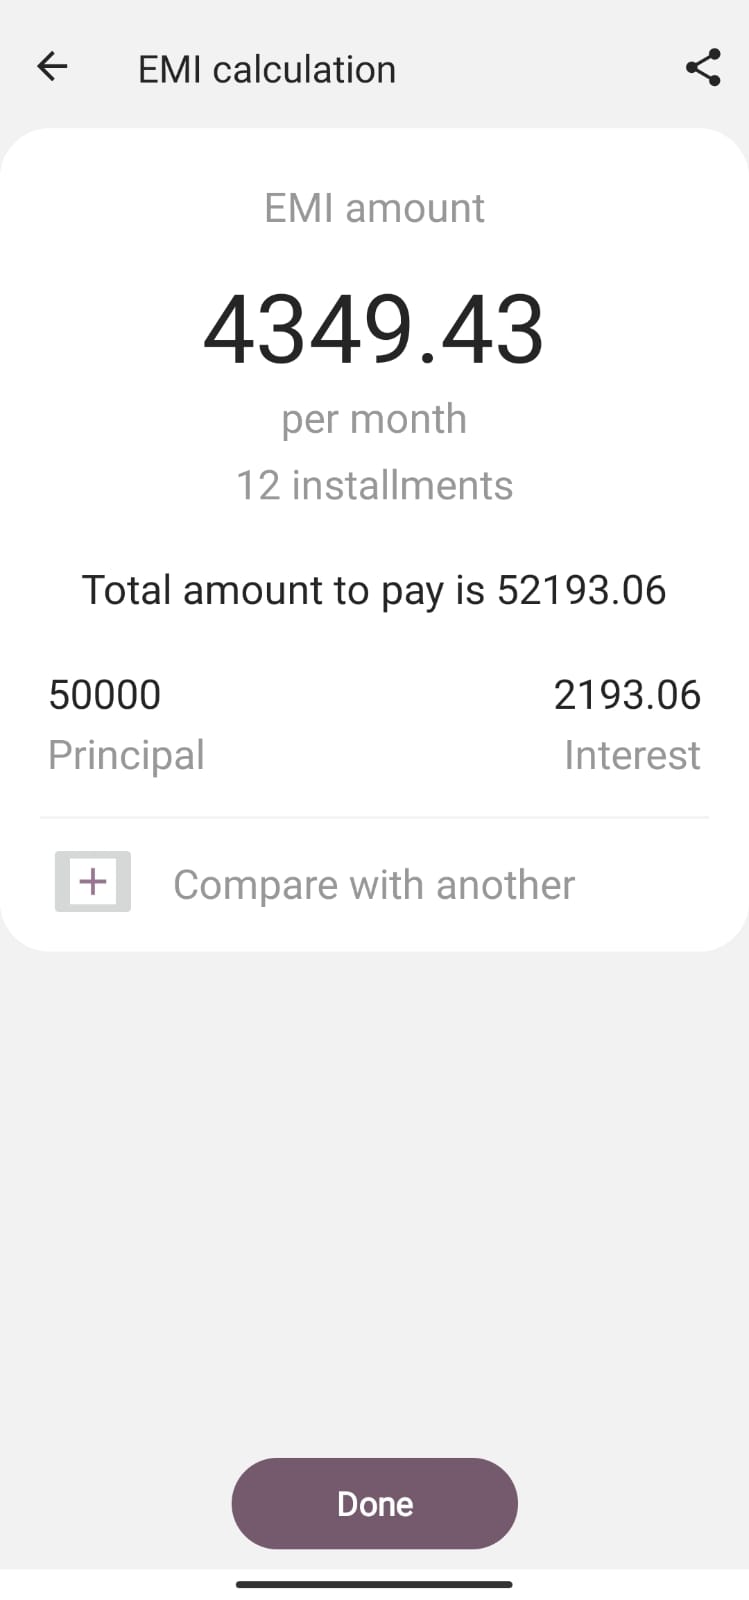 EMI calculation
EMI amount
4349.43
per month
12 installments
Total amount to pay is 52193.06
50000 2193.06
Principal Interest
+ Compare with another
Done